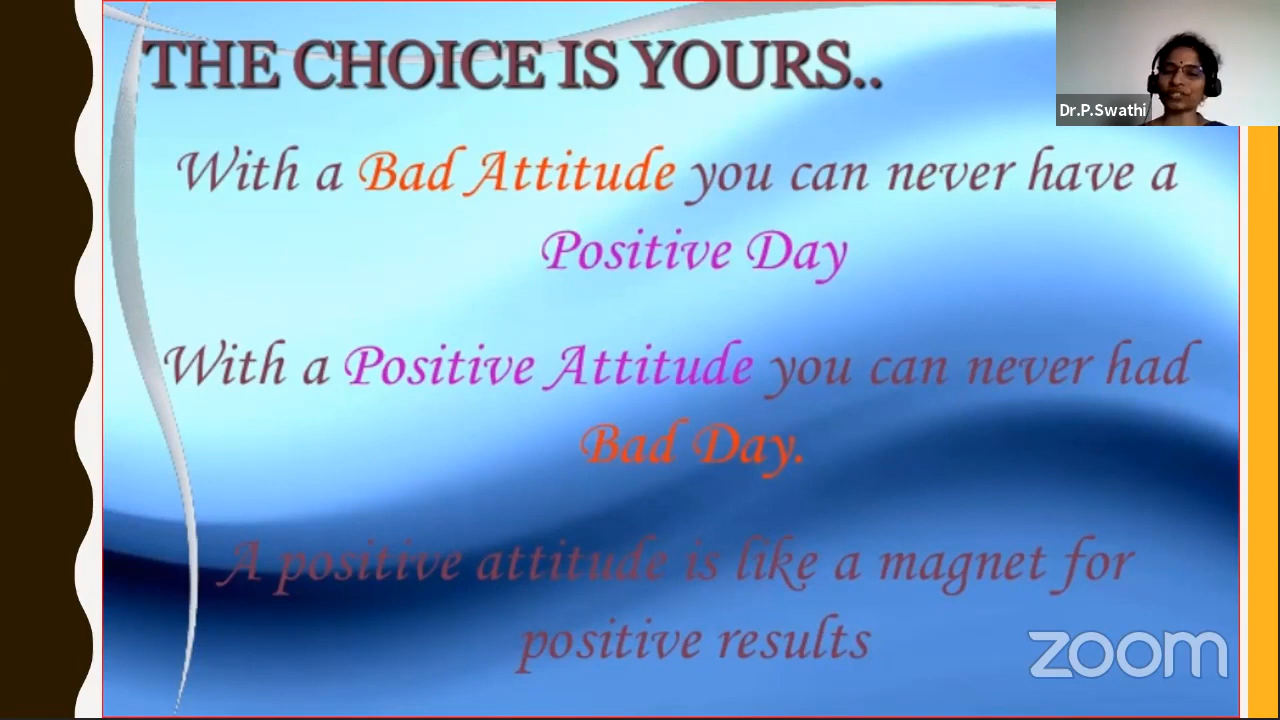 THE CHOICE IS YOURS..
Dr.P.Swathi
With a Bad Attitude you can never have a
Positive Day
With a Positive Attitude you can never had
Bad Day.
A positive attitude is like a magnet for
positive results
zoom